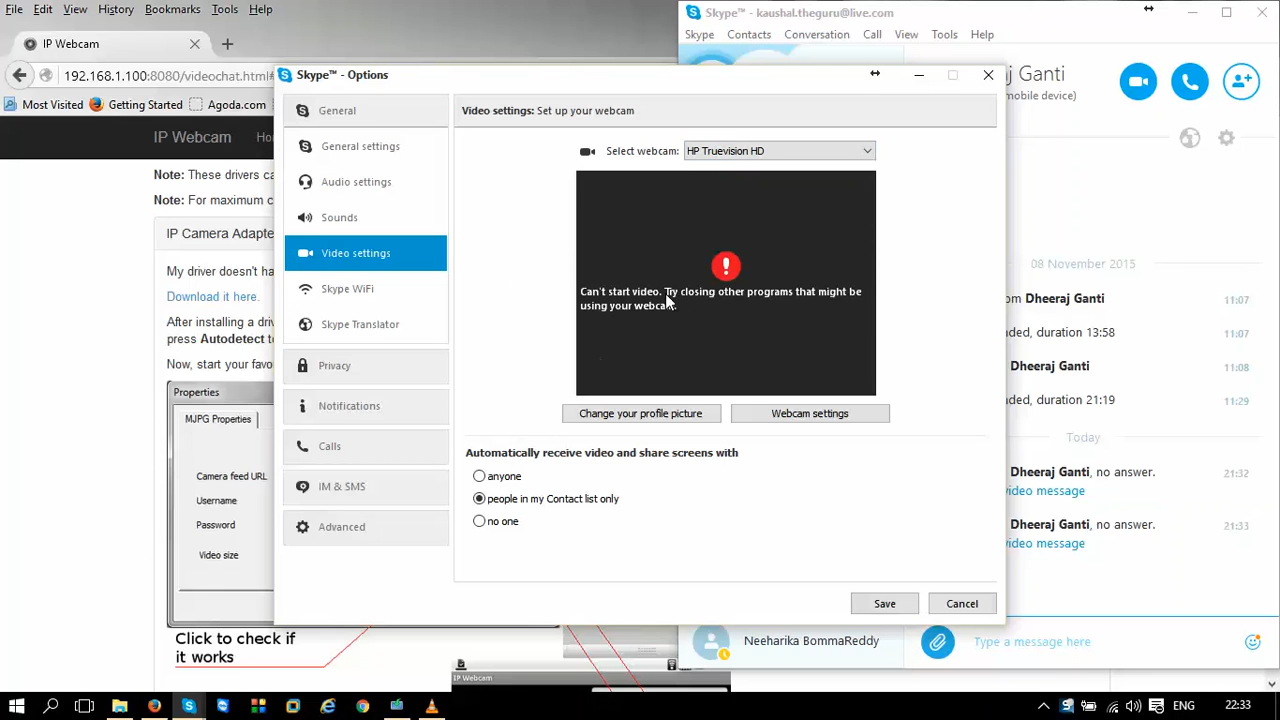 File Edit View History Bookmarks Tools Help
IP Webcam
192.168.1.100:8080/videochat.html#
Most Visited Getting Started Agoda.com
IP Webcam
Note: These drivers ca
Note: For maximum c
IP Camera Adapte
My driver doesn't ha
Download it here.
After installing a driv
press Autodetect to
Now, start your favo
Properties
MJPG Properties
Camera feed URL
Username
Password
Video size
Click to check if
it works
IP Webcam
Skype™ - Options
General
General settings
Audio settings
Sounds
Video settings
Skype WiFi
Skype Translator
Privacy
Notifications
Calls
IM & SMS
Advanced
Video settings: Set up your webcam
Select webcam: HP Truevision HD
Can't start video. Try closing other programs that might be
using your webcam.
Change your profile picture Webcam settings
Automatically receive video and share screens with
anyone
people in my Contact list only
no one
Save Cancel
Skype™ - kaushal.theguru@live.com
Skype Contacts Conversation Call View Tools Help
j Ganti
mobile device)
08 November 2015
om Dheeraj Ganti 11:07
nded, duration 13:58 11:07
Dheeraj Ganti 11:08
nded, duration 21:19 11:29
Today
Dheeraj Ganti, no answer. 21:32
video message
Dheeraj Ganti, no answer. 21:33
video message
Neeharika BommaReddy
Type a message here
ENG 22:33